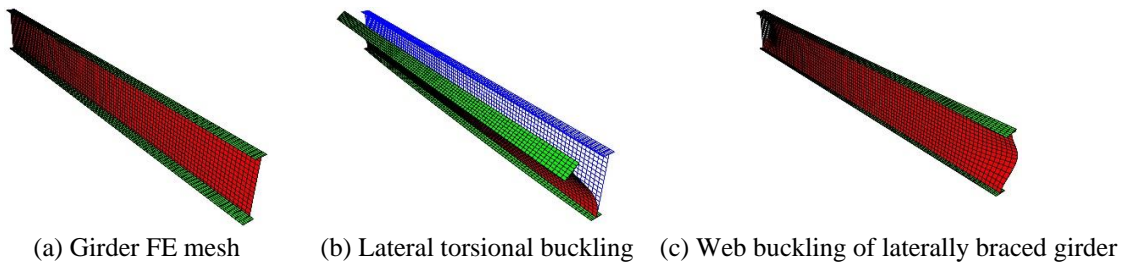 (a) Girder FE mesh
(b) Lateral torsional buckling
(c) Web buckling of laterally braced girder